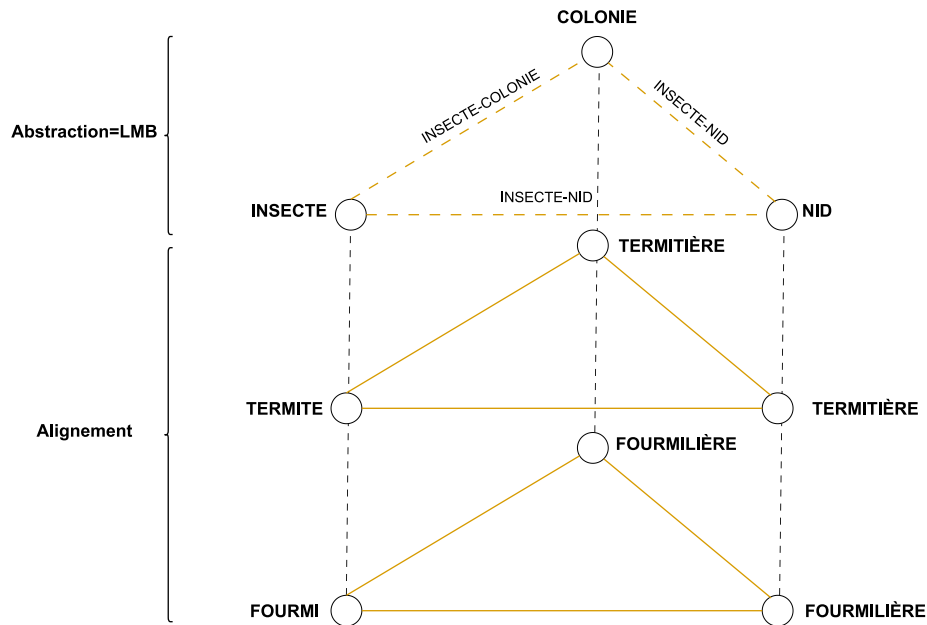 COLONIE
INSECTE-COLONIE
INSECTE-NID
Abstraction=LMB
INSECTE-NID
INSECTE
NID
TERMITIÈRE
TERMITE
TERMITIÈRE
Alignement
FOURMILIÈRE
FOURMI
FOURMILIÈRE